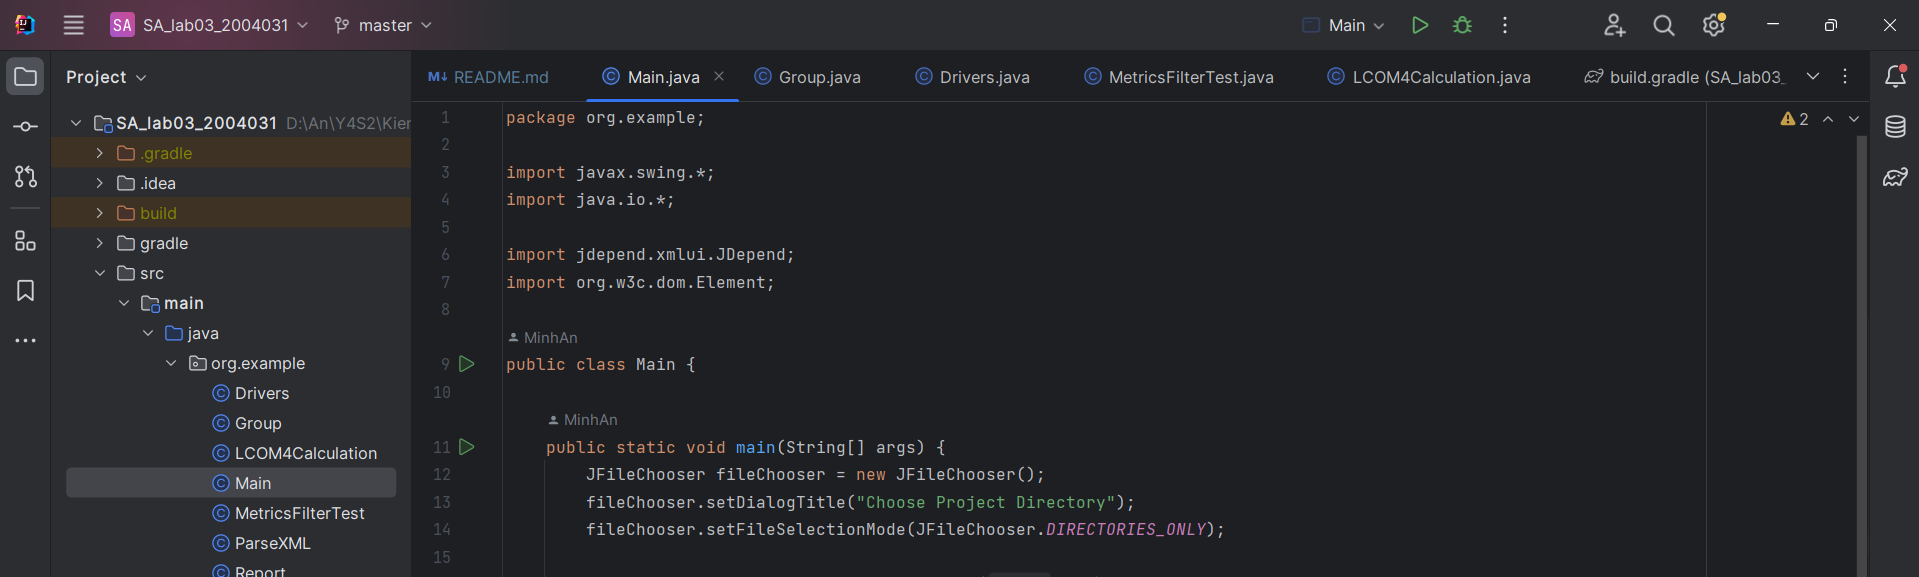 SA SA_lab03_2004031 master Main
Project
README.md Main.java Group.java Drivers.java MetricsFilterTest.java LCOM4Calculation.java build.gradle (SA_lab03_
SA_lab03_2004031 D:\An\Y4S2\Kier
.gradle
.idea
build
gradle
src
main
java
org.example
Drivers
Group
LCOM4Calculation
Main
MetricsFilterTest
ParseXML
Report
2
1 package org.example;
2
3 import javax.swing.*;
4 import java.io.*;
5
6 import jdepend.xmlui.JDepend;
7 import org.w3c.dom.Element;
8
MinhAn
9 public class Main {
10
MinhAn
11 public static void main(String[] args) {
12 JFileChooser fileChooser = new JFileChooser();
13 fileChooser.setDialogTitle("Choose Project Directory");
14 fileChooser.setFileSelectionMode(JFileChooser.DIRECTORIES_ONLY);
15